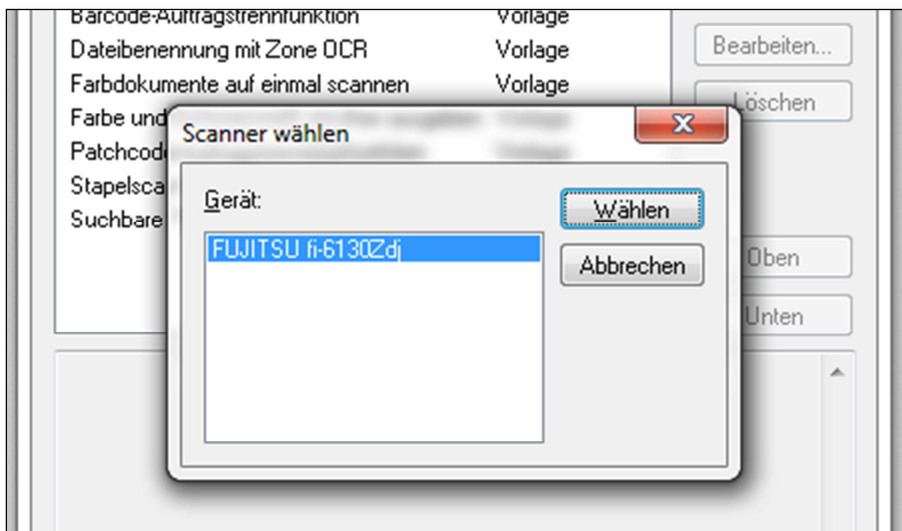 Barcode-Auftragstrennfunktion Vorlage
Dateibenennung mit Zone OCR Vorlage
Bearbeiten...
Farbdokumente auf einmal scannen Vorlage
Löschen
Farbe und
Scanner wählen
Patchcode
Stapelsca
Gerät:
Wählen
Suchbare
FUJITSU fi-6130Zdj
Abbrechen
Oben
Unten